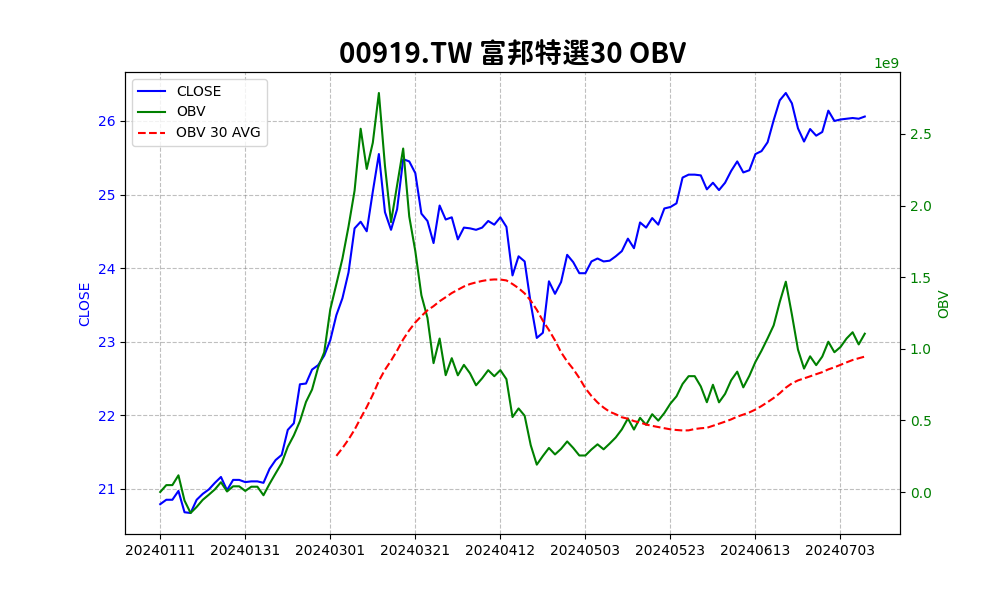 00919.TW 富邦特選30 OBV
1e9
CLOSE
OBV
OBV 30 AVG
26
25
24
23
22
21
CLOSE
2.5
2.0
1.5
1.0
0.5
0.0
OBV
20240111 20240131 20240301 20240321 20240412 20240503 20240523 20240613 20240703